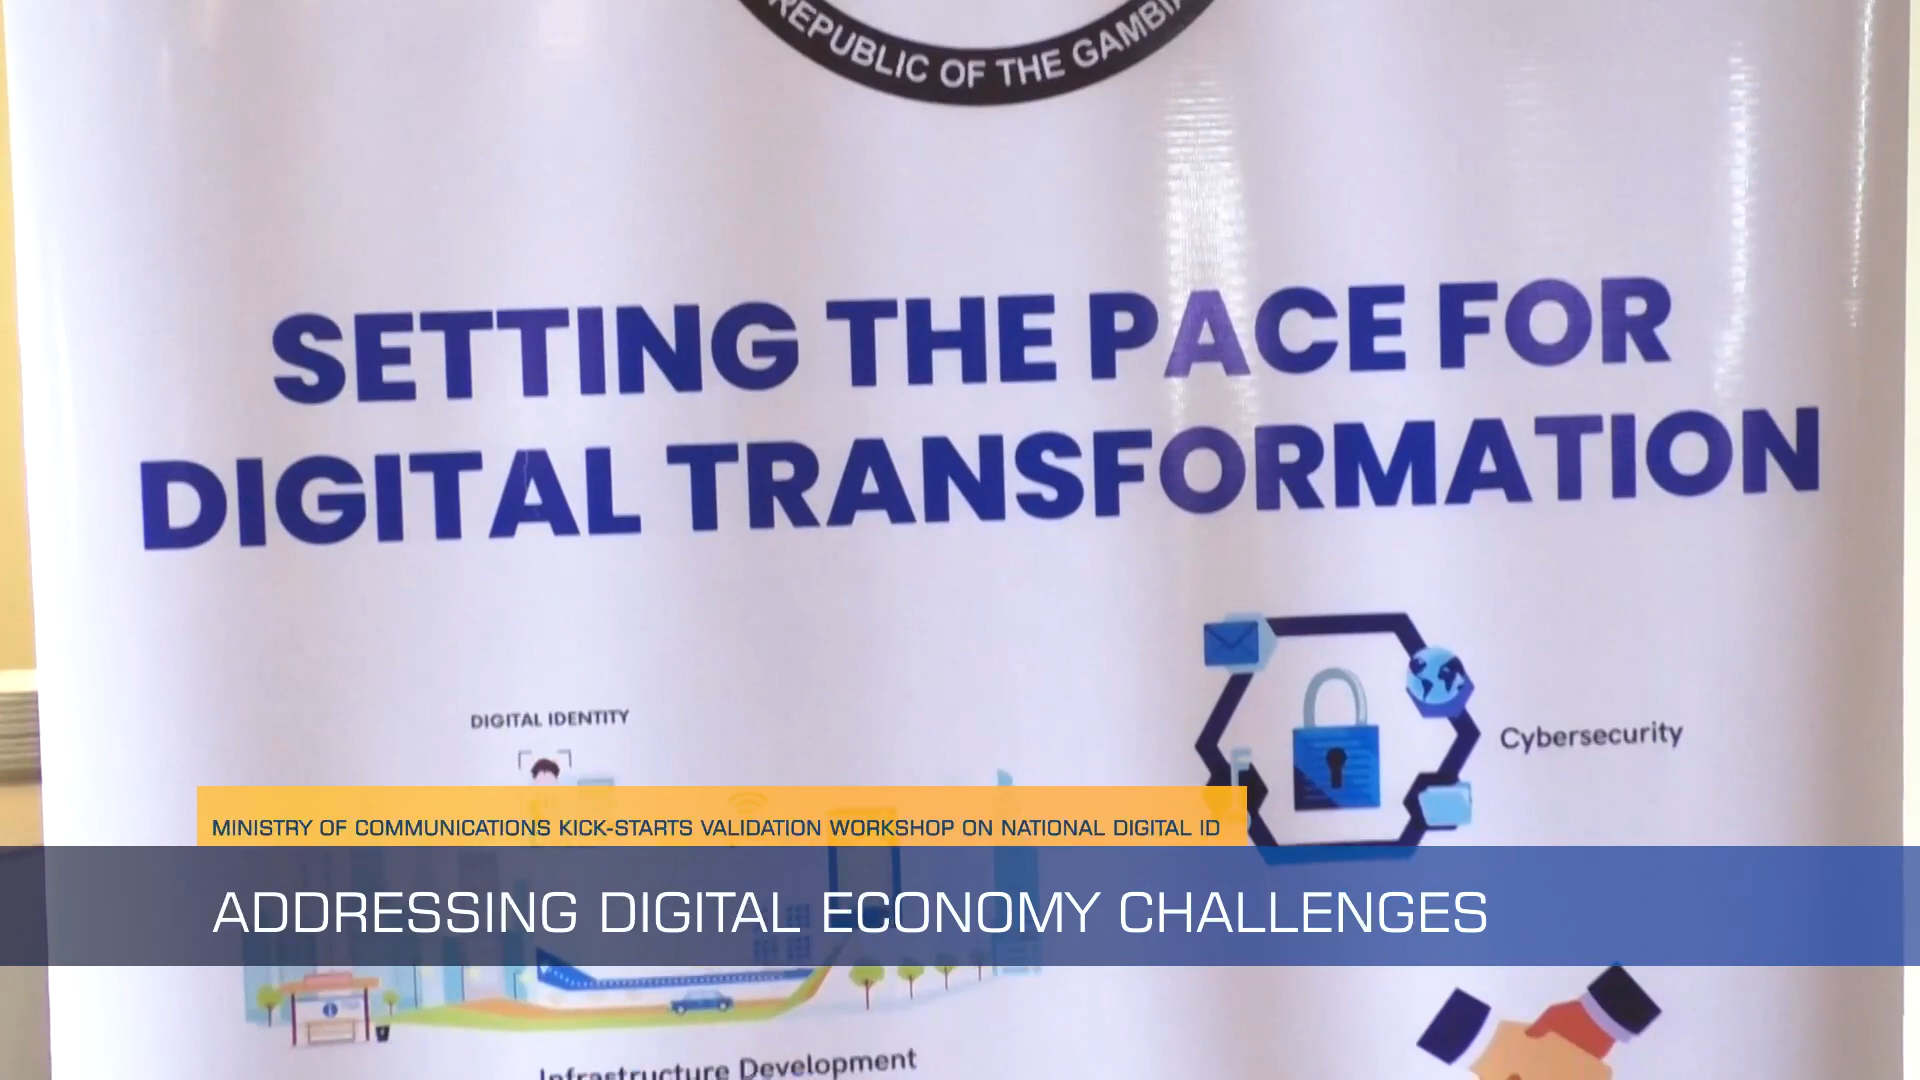 REPUBLIC OF THE GAMBIA
SETTING THE PACE FOR
DIGITAL TRANSFORMATION
DIGITAL IDENTITY
Cybersecurity
MINISTRY OF COMMUNICATIONS KICK-STARTS VALIDATION WORKSHOP ON NATIONAL DIGITAL ID
ADDRESSING DIGITAL ECONOMY CHALLENGES
Infrastructure Development